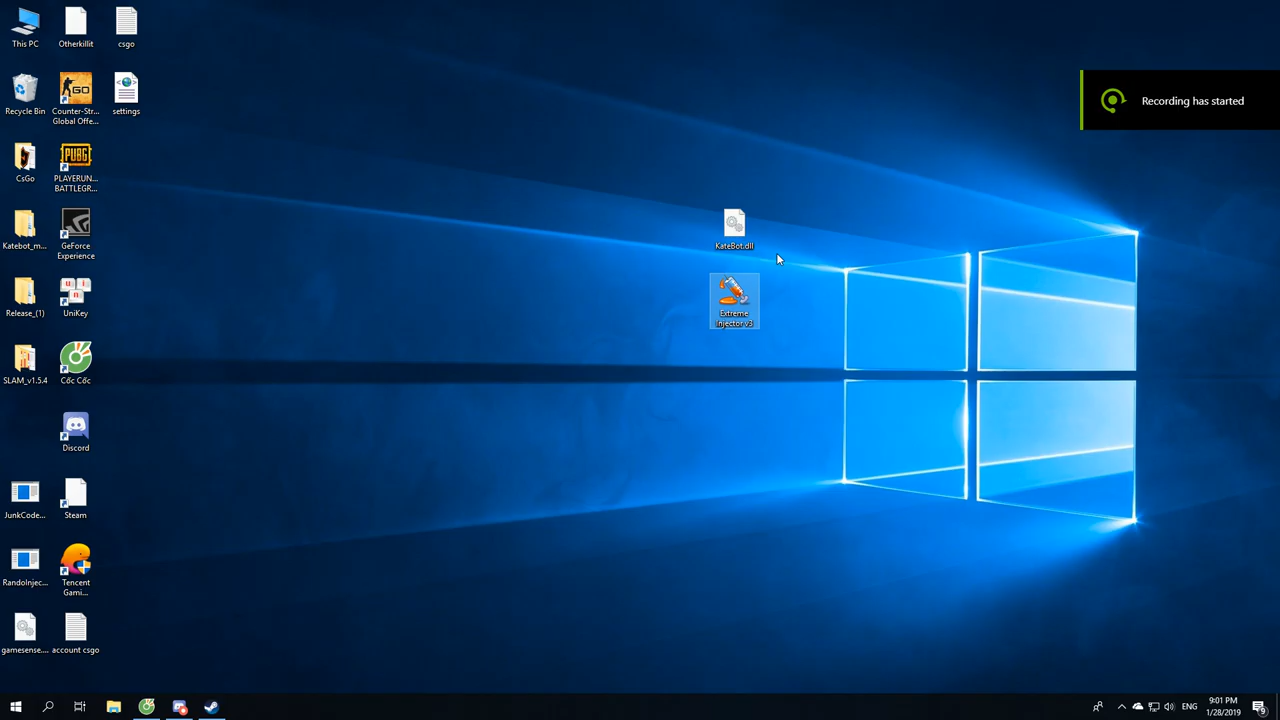 This PC
Otherkillit
csgo
Recycle Bin
GO
Counter-Str...
Global Offe...
settings
CsGo
PUBG
PLAYERUN...
BATTLEGR...
Katebot_m...
GeForce
Experience
Release_(1)
u i
n
UniKey
SLAM_v1.5.4
Cốc Cốc
Discord
JunkCode...
Steam
RandoInjec...
Tencent
Gami...
gamesense....
account csgo
KateBot.dll
Extreme
Injector v3
Recording has started
ENG
9:01 PM
1/28/2019